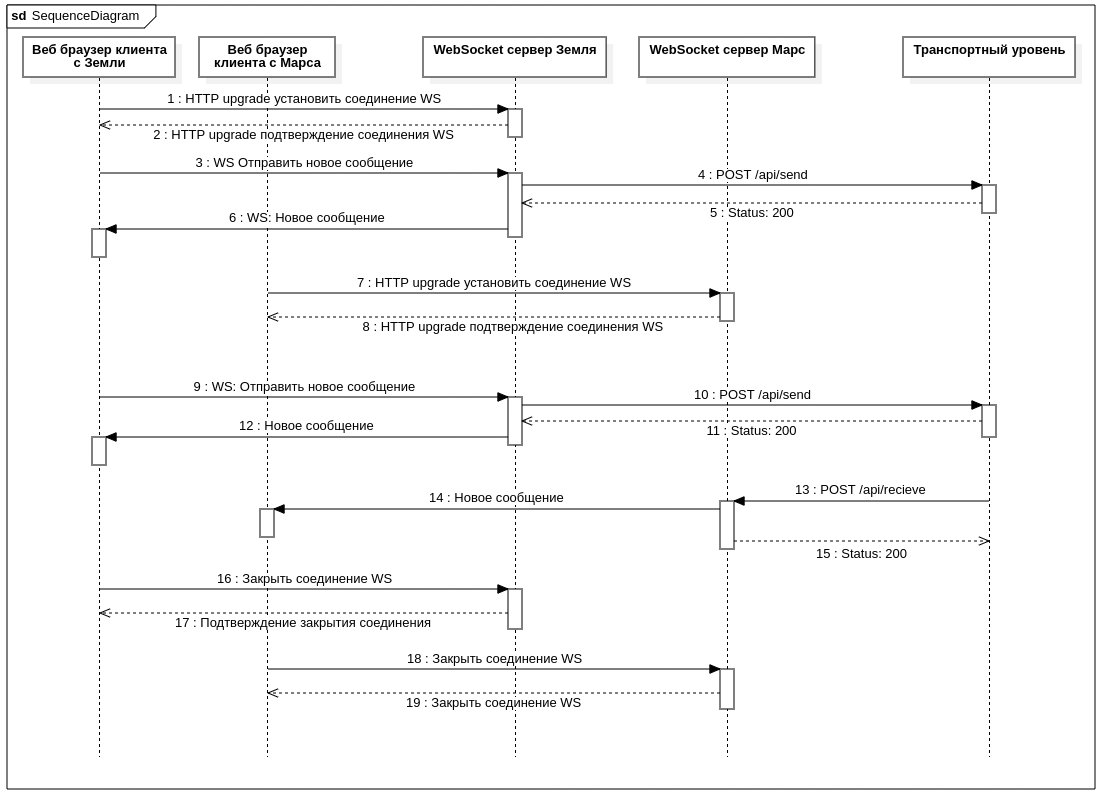 sd SequenceDiagram
Веб браузер клиента
с Земли
Веб браузер
клиента с Марса
WebSocket сервер Земля
WebSocket сервер Марс
Транспортный уровень
1 : HTTP upgrade установить соединение WS
2 : HTTP upgrade подтверждение соединения WS
3 : WS Отправить новое сообщение
4 : POST /api/send
5 : Status: 200
6 : WS: Новое сообщение
7 : HTTP upgrade установить соединение WS
8 : HTTP upgrade подтверждение соединения WS
9 : WS: Отправить новое сообщение
10 : POST /api/send
11 : Status: 200
12 : Новое сообщение
13 : POST /api/recieve
14 : Новое сообщение
15 : Status: 200
16 : Закрыть соединение WS
17 : Подтверждение закрытия соединения
18 : Закрыть соединение WS
19 : Закрыть соединение WS